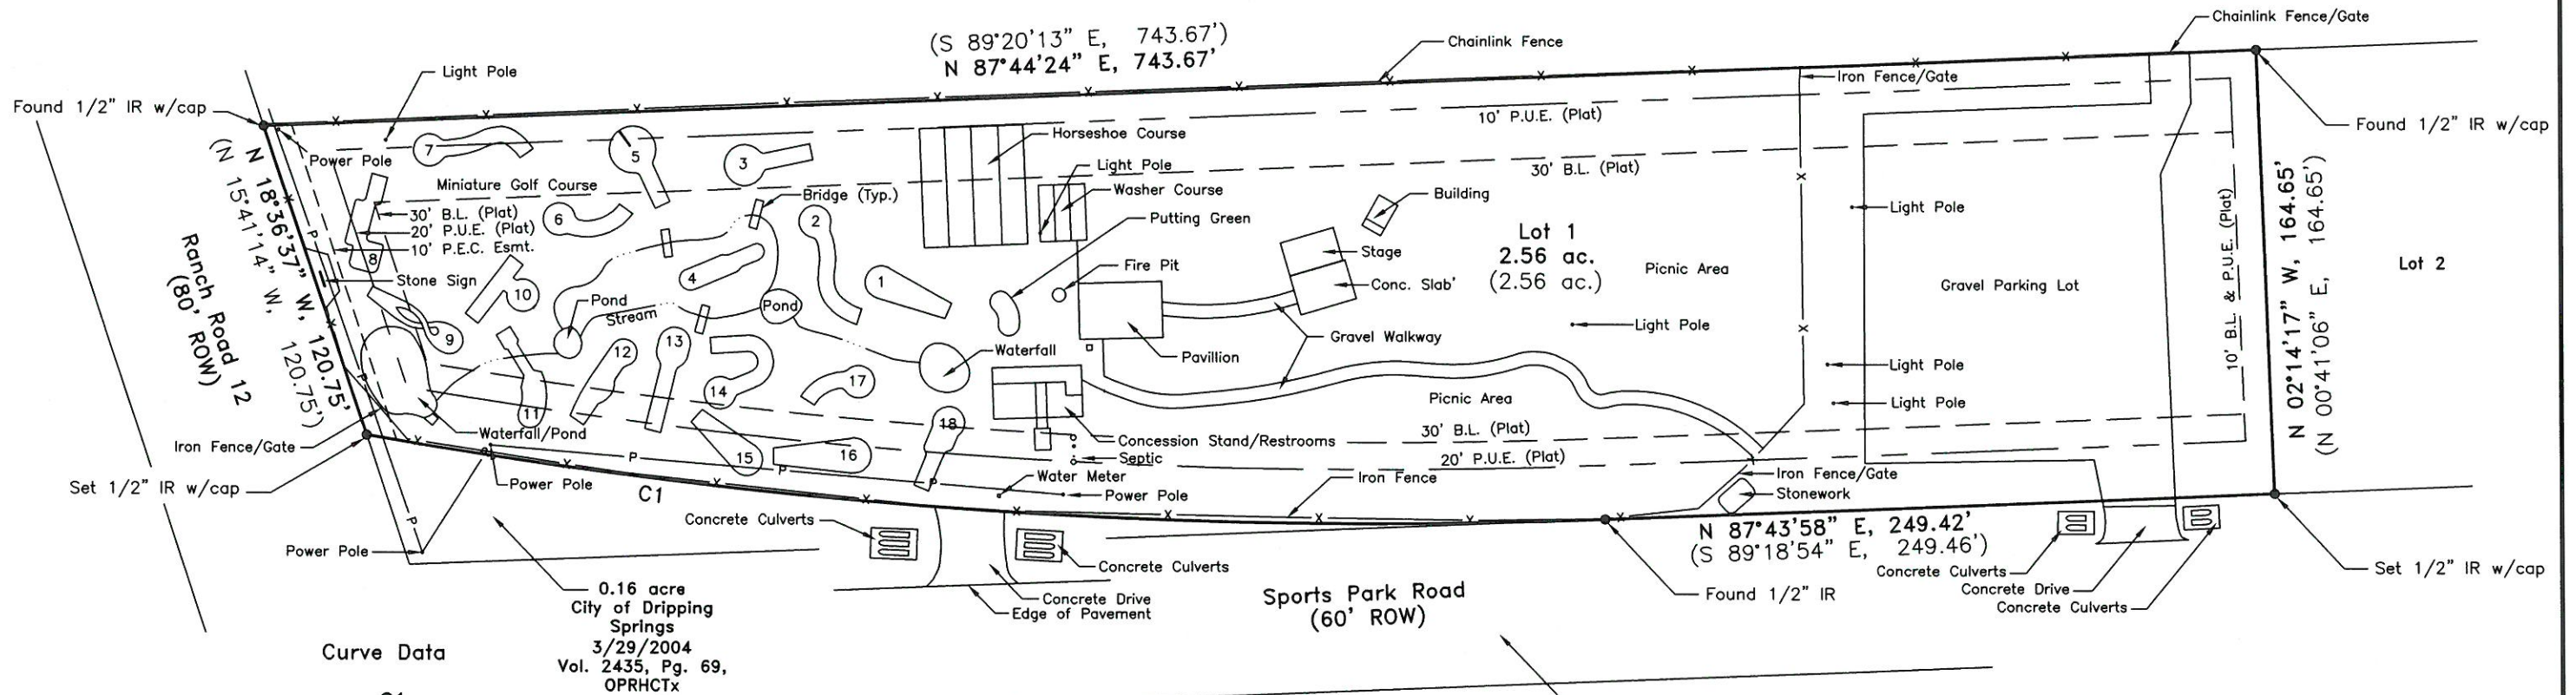 (S 89°20'13" E, 743.67')
N 87°44'24" E, 743.67'
Chainlink Fence
Chainlink Fence/Gate
Light Pole
Found 1/2" IR w/cap
Iron Fence/Gate
10' P.U.E. (Plat)
Found 1/2" IR w/cap
Power Pole
7
5
3
Horseshoe Course
Light Pole
30' B.L. (Plat)
Miniature Golf Course
Bridge (Typ.)
Washer Course
Building
Putting Green
30' B.L. (Plat)
20' P.U.E. (Plat)
10' P.E.C. Esmt.
6
2
Light Pole
N 18°36'37" W, 120.75'
(N 15°41'14" W, 120.75')
Ranch Road 12
(80' ROW)
P
8
Stage
Lot 1
2.56 ac.
(2.56 ac.)
Picnic Area
Gravel Parking Lot
10' B.L. & P.U.E. (Plat)
N 02°14'17" W, 164.65'
(N 00°41'06" E, 164.65')
Lot 2
Stone Sign
10
4
1
Fire Pit
Conc. Slab'
Pond
Stream
Pond
Light Pole
9
12
13
Waterfall
Pavillion
Gravel Walkway
Light Pole
P
14
17
Picnic Area
Light Pole
11
18
Waterfall/Pond
Concession Stand/Restrooms
30' B.L. (Plat)
Iron Fence/Gate
15
16
Septic
20' P.U.E. (Plat)
P
P
P
Water Meter
Iron Fence
Iron Fence/Gate
Set 1/2" IR w/cap
Power Pole
C1
Power Pole
Stonework
P
Concrete Culverts
N 87°43'58" E, 249.42'
(S 89°18'54" E, 249.46')
Power Pole
Concrete Culverts
Concrete Culverts
Concrete Drive
Concrete Culverts
Set 1/2" IR w/cap
0.16 acre
City of Dripping
Springs
3/29/2004
Vol. 2435, Pg. 69,
OPRHCTx
Concrete Drive
Edge of Pavement
Sports Park Road
(60' ROW)
Found 1/2" IR
Curve Data
C1